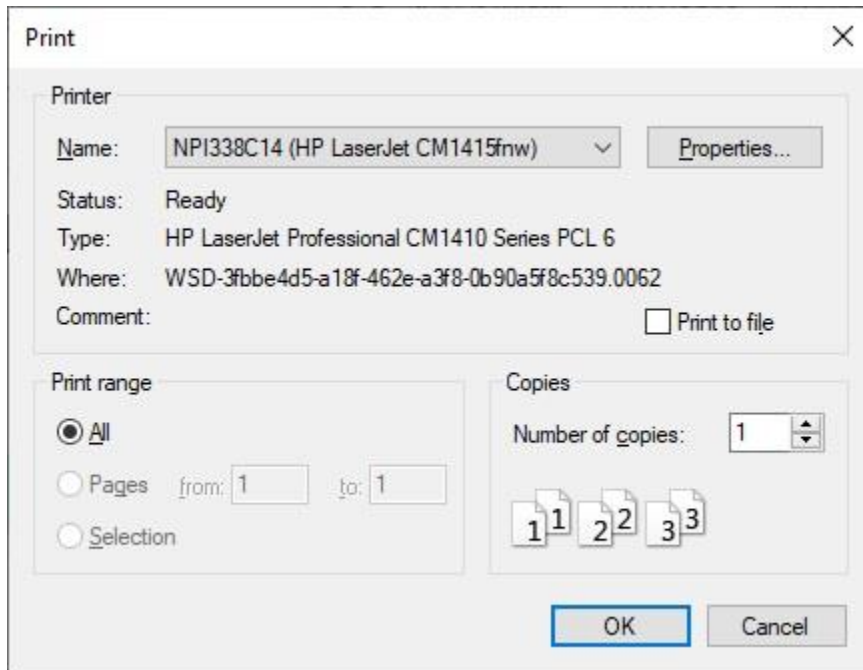 Print
Printer
Name: NPI338C14 (HP LaserJet CM1415fnw) Properties...
Status: Ready
Type: HP LaserJet Professional CM1410 Series PCL 6
Where: WSD-3fbbe4d5-a18f-462e-a3f8-0b90a5f8c539.0062
Comment: Print to file
Print range
All
Pages from: 1 to: 1
Selection
Copies
Number of copies: 1
1 1 2 2 3 3
OK Cancel